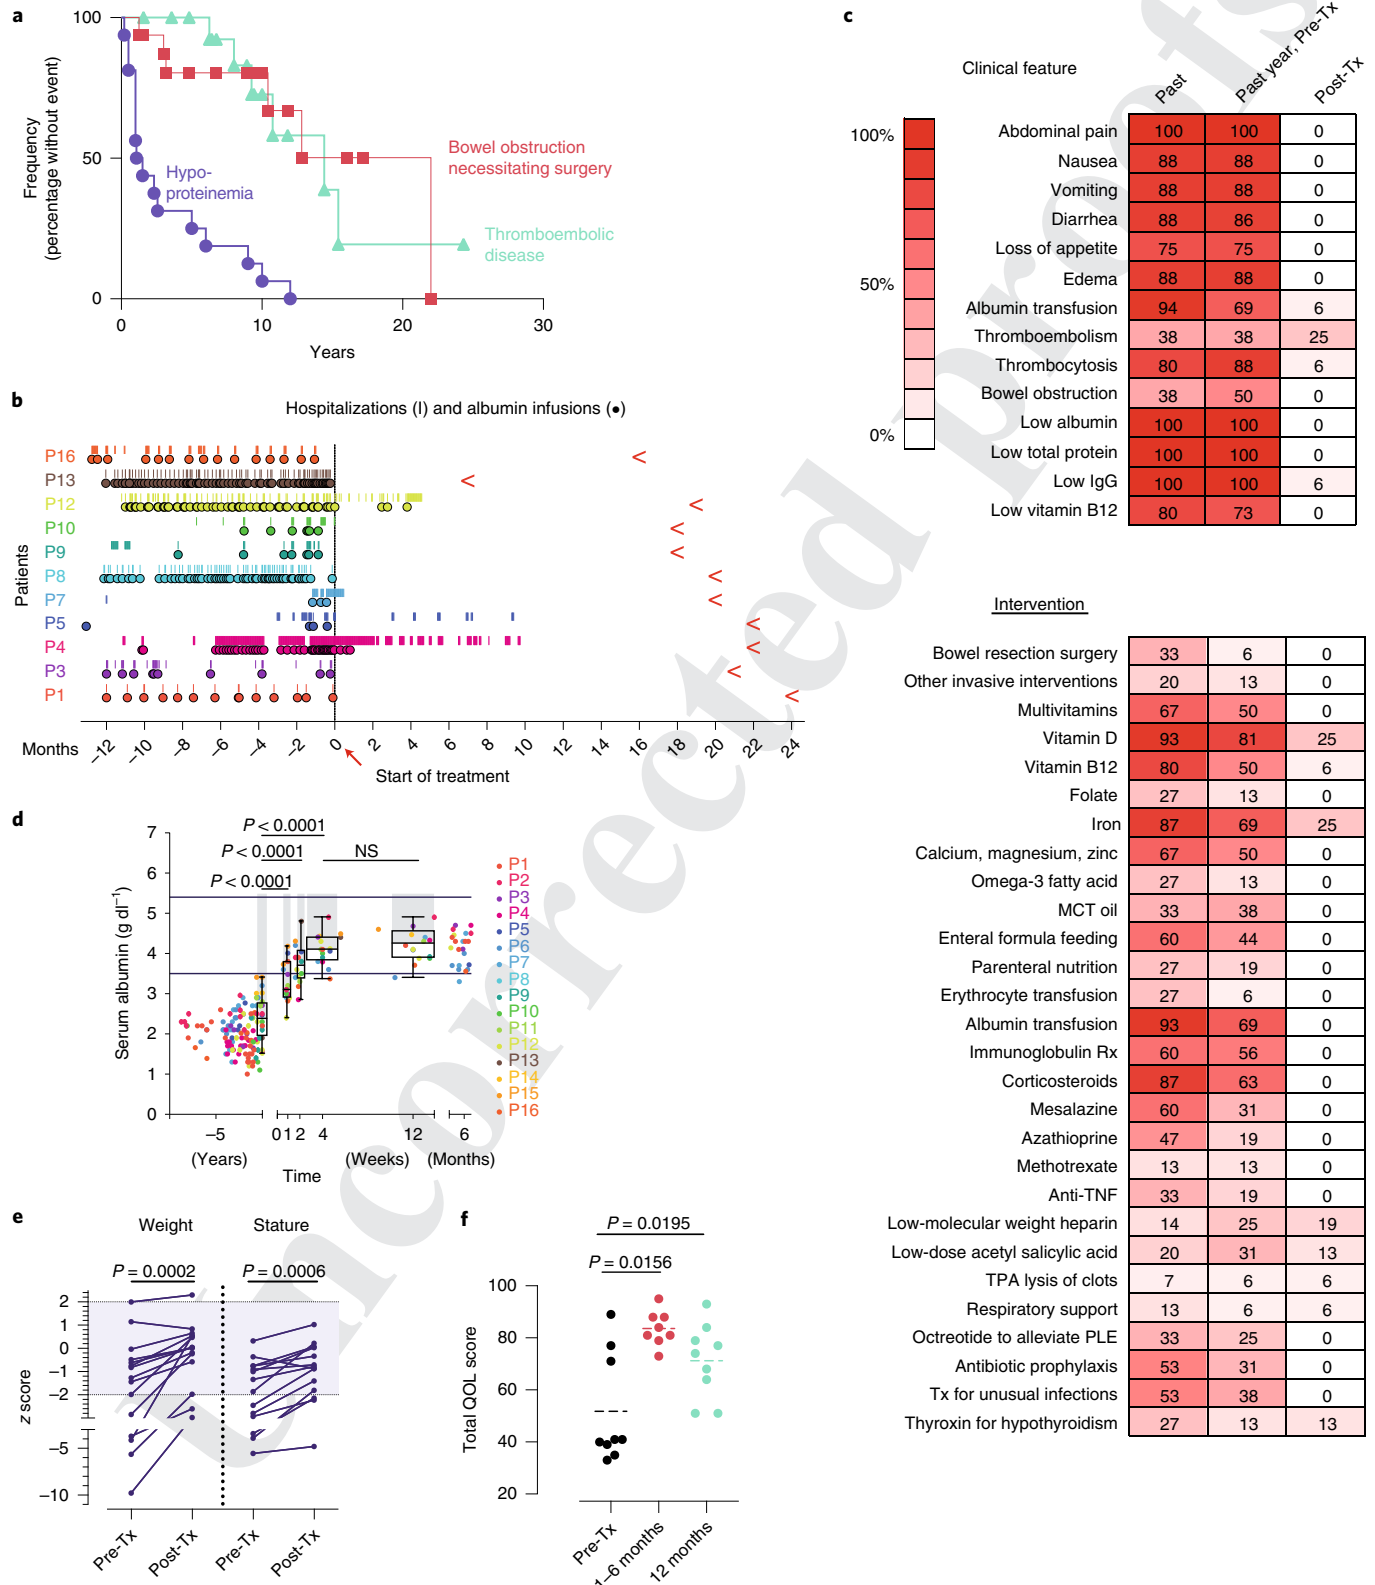 a
100
50
0
0
10
20
30
Frequency
(percentage without event)
Years
Hypo-
proteinemia
Bowel obstruction
necessitating surgery
Thromboembolic
disease
b
Hospitalizations (I) and albumin infusions (●)
Patients
P16
P13
P12
P10
P9
P8
P7
P5
P4
P3
P1
Months
−12 −10 −8 −6 −4 −2 0 2 4 6 8 10 12 14 16 18 20 22 24
Start of treatment
c
Clinical feature
Past
Past year, Pre-Tx
Post-Tx
100%
50%
0%
Abdominal pain 100 100 0
Nausea 88 88 0
Vomiting 88 88 0
Diarrhea 88 86 0
Loss of appetite 75 75 0
Edema 88 88 0
Albumin transfusion 94 69 6
Thromboembolism 38 38 25
Thrombocytosis 80 88 6
Bowel obstruction 38 50 0
Low albumin 100 100 0
Low total protein 100 100 0
Low IgG 100 100 6
Low vitamin B12 80 73 0
Intervention
Bowel resection surgery 33 6 0
Other invasive interventions 20 13 0
Multivitamins 67 50 0
Vitamin D 93 81 25
Vitamin B12 80 50 6
Folate 27 13 0
Iron 87 69 25
Calcium, magnesium, zinc 67 50 0
Omega-3 fatty acid 27 13 0
MCT oil 33 38 0
Enteral formula feeding 60 44 0
Parenteral nutrition 27 19 0
Erythrocyte transfusion 27 6 0
Albumin transfusion 93 69 0
Immunoglobulin Rx 60 56 0
Corticosteroids 87 63 0
Mesalazine 60 31 0
Azathioprine 47 19 0
Methotrexate 13 13 0
Anti-TNF 33 19 0
Low-molecular weight heparin 14 25 19
Low-dose acetyl salicylic acid 20 31 13
TPA lysis of clots 7 6 6
Respiratory support 13 6 6
Octreotide to alleviate PLE 33 25 0
Antibiotic prophylaxis 53 31 0
Tx for unusual infections 53 38 0
Thyroxin for hypothyroidism 27 13 13
d
Serum albumin (g dl−1)
7
6
5
4
3
2
1
0
P < 0.0001
P < 0.0001
P < 0.0001
NS
−5 0 1 2 4 12 6
(Years) (Weeks) (Months)
Time
P1
P2
P3
P4
P5
P6
P7
P8
P9
P10
P11
P12
P13
P14
P15
P16
e
Weight Stature
P = 0.0002 P = 0.0006
z score
2
1
0
−1
−2
−5
−10
Pre-Tx Post-Tx Pre-Tx Post-Tx
f
P = 0.0195
P = 0.0156
Total QOL score
100
80
60
40
20
Pre-Tx 1–6 months 12 months
Uncorrected proofs